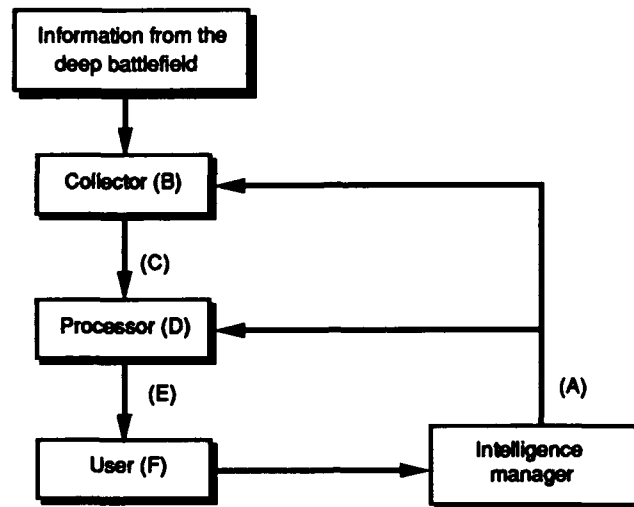 Information from the
deep battlefield
Collector (B)
(C)
Processor (D)
(E)
(A)
User (F)
Intelligence
manager